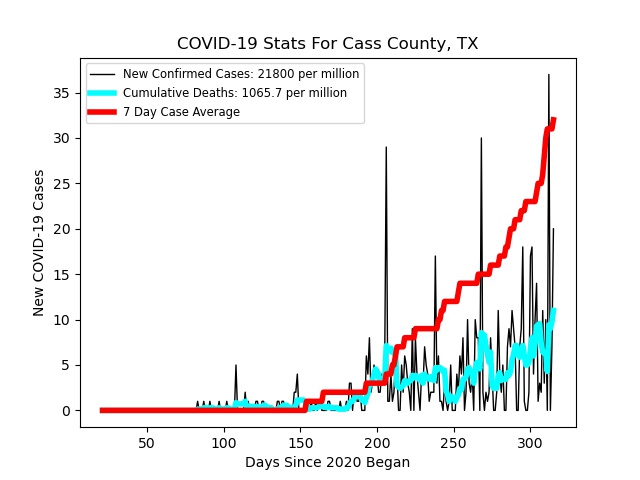 COVID-19 Stats For Cass County, TX
New Confirmed Cases: 21800 per million
Cumulative Deaths: 1065.7 per million
7 Day Case Average
New COVID-19 Cases
35
30
25
20
15
10
5
0
50 100 150 200 250 300
Days Since 2020 Began